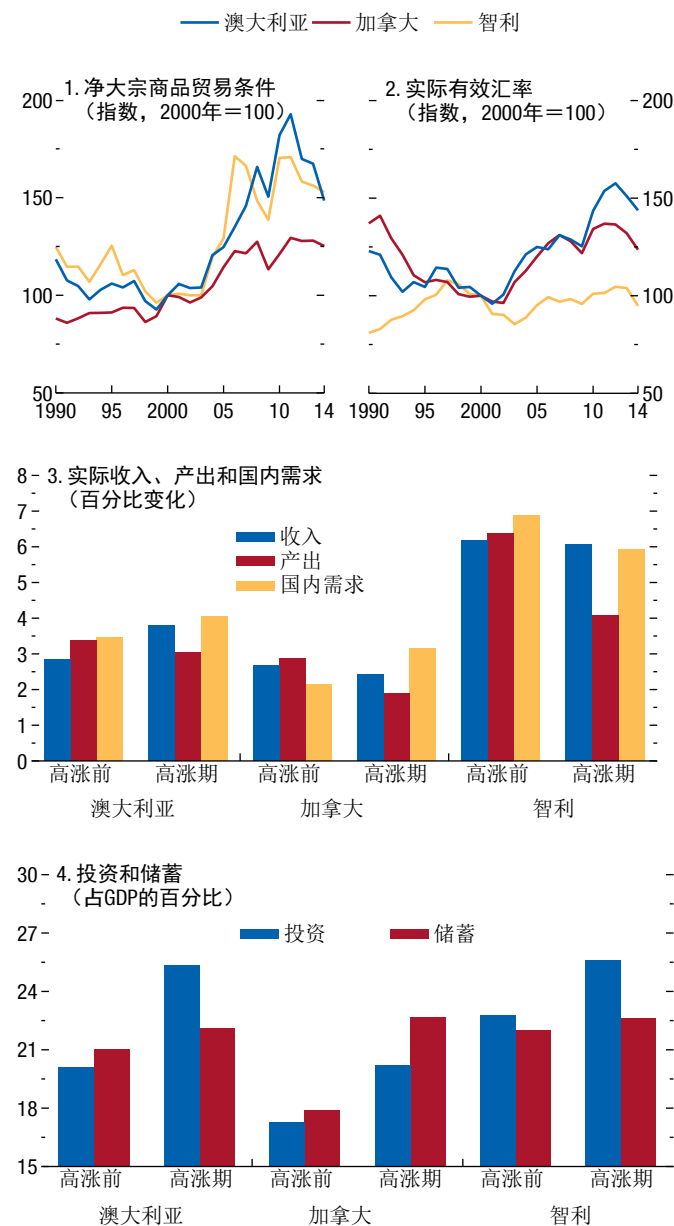 澳大利亚 加拿大 智利
1. 净大宗商品贸易条件
（指数，2000年＝100）
200
150
100
50
1990 95 2000 05 10 14
2. 实际有效汇率
（指数，2000年＝100）
200
150
100
50
1990 95 2000 05 10 14
3. 实际收入、产出和国内需求
（百分比变化）
收入
产出
国内需求
8
7
6
5
4
3
2
1
0
高涨前 高涨期 高涨前 高涨期 高涨前 高涨期
澳大利亚 加拿大 智利
4. 投资和储蓄
（占GDP的百分比）
投资 储蓄
30
27
24
21
18
15
高涨前 高涨期 高涨前 高涨期 高涨前 高涨期
澳大利亚 加拿大 智利